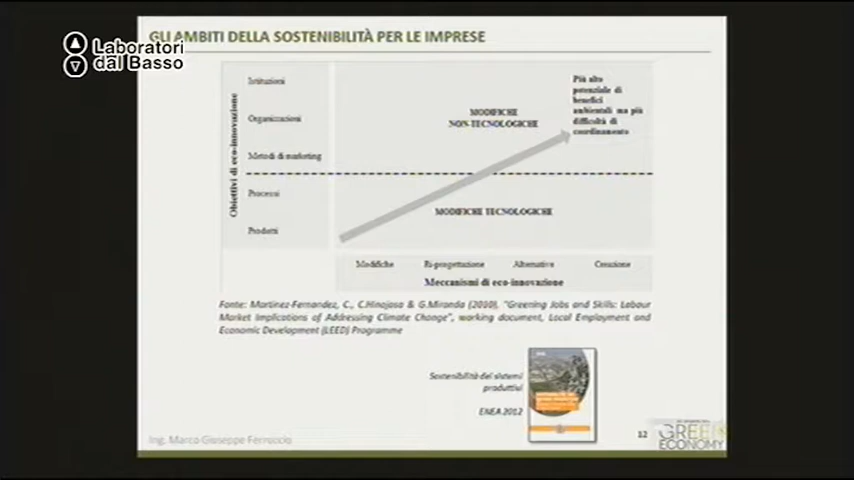 GLI AMBITI DELLA SOSTENIBILITÀ PER LE IMPRESE
Laboratori
dal Basso
Obiettivi di eco-innovazione
Istituzioni
Organizzazioni
Metodi di marketing
Processi
Prodotti
MODIFICHE
NON-TECNOLOGICHE
Più alto
potenziale di
benefici
ambientali ma più
difficoltà di
coordinamento
MODIFICHE TECNOLOGICHE
Modifiche Ri-progettazione Alternative Creazione
Meccanismi di eco-innovazione
Fonte: Martinez-Fernandez, C., C.Hinojosa & G.Miranda (2010), "Greening Jobs and Skills: Labour
Market Implications of Addressing Climate Change", working document, Local Employment and
Economic Development (LEED) Programme
Sostenibilità dei sistemi
produttivi
ENEA 2012
Ing. Marco Giuseppe Ferruccio
12
GREEN
ECONOMY